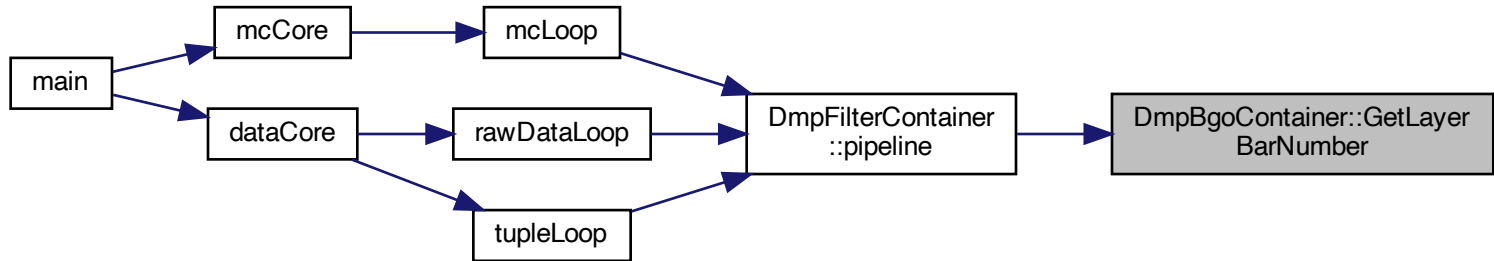 main
mcCore
mcLoop
dataCore
rawDataLoop
tupleLoop
DmpFilterContainer
::pipeline
DmpBgoContainer::GetLayer
BarNumber